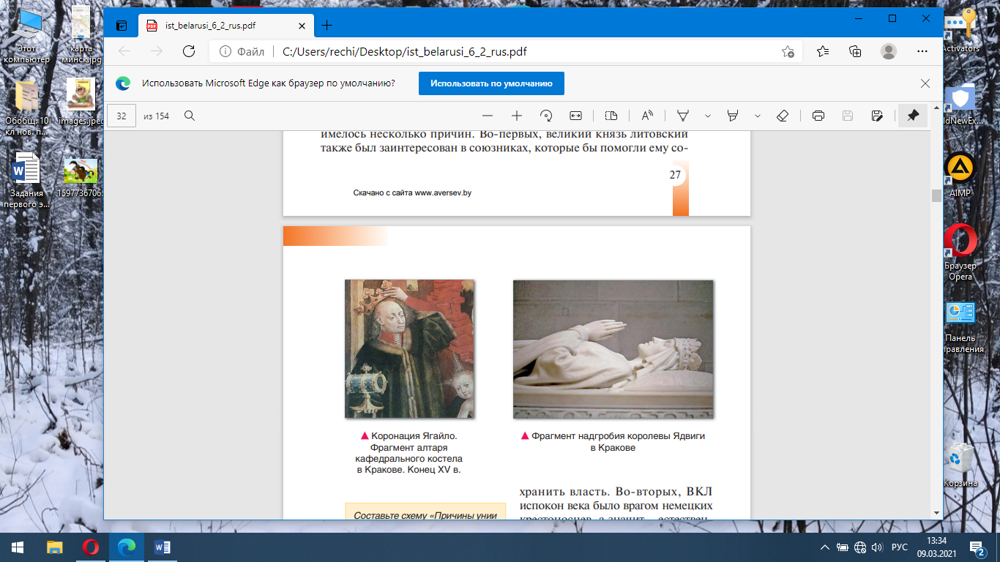 Этот компьютер
карта минск.jpg
Обобщ. 10 кл нов. п...
images.jpeg
Задания первого э...
1597736706.
ist_belarusi_6_2_rus.pdf
Файл
C:/Users/rechi/Desktop/ist_belarusi_6_2_rus.pdf
Использовать Microsoft Edge как браузер по умолчанию?
Использовать по умолчанию
32
из 154
имелось несколько причин. Во-первых, великий князь литовский
также был заинтересован в союзниках, которые бы помогли ему со-
27
Скачано с сайта www.aversev.by
Коронация Ягайло.
Фрагмент алтаря
кафедрального костела
в Кракове. Конец XV в.
Фрагмент надгробия королевы Ядвиги
в Кракове
хранить власть. Во-вторых, ВКЛ
испокон века было врагом немецких
крестоносцев, а значит, естествен-
Составьте схему «Причины унии
Activators
ldNewEx...
AIMP
Браузер
Opera
Панель
правления
Корзина
РУС
13:34
09.03.2021
2